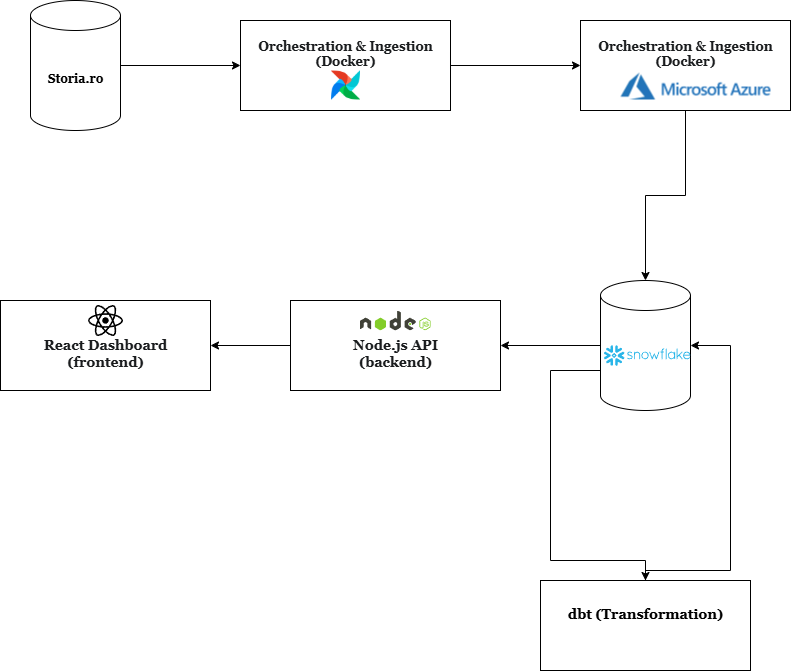 Storia.ro
Orchestration & Ingestion
(Docker)
Orchestration & Ingestion
(Docker)
Microsoft Azure
node
JS
React Dashboard
(frontend)
Node.js API
(backend)
snowflake
dbt (Transformation)